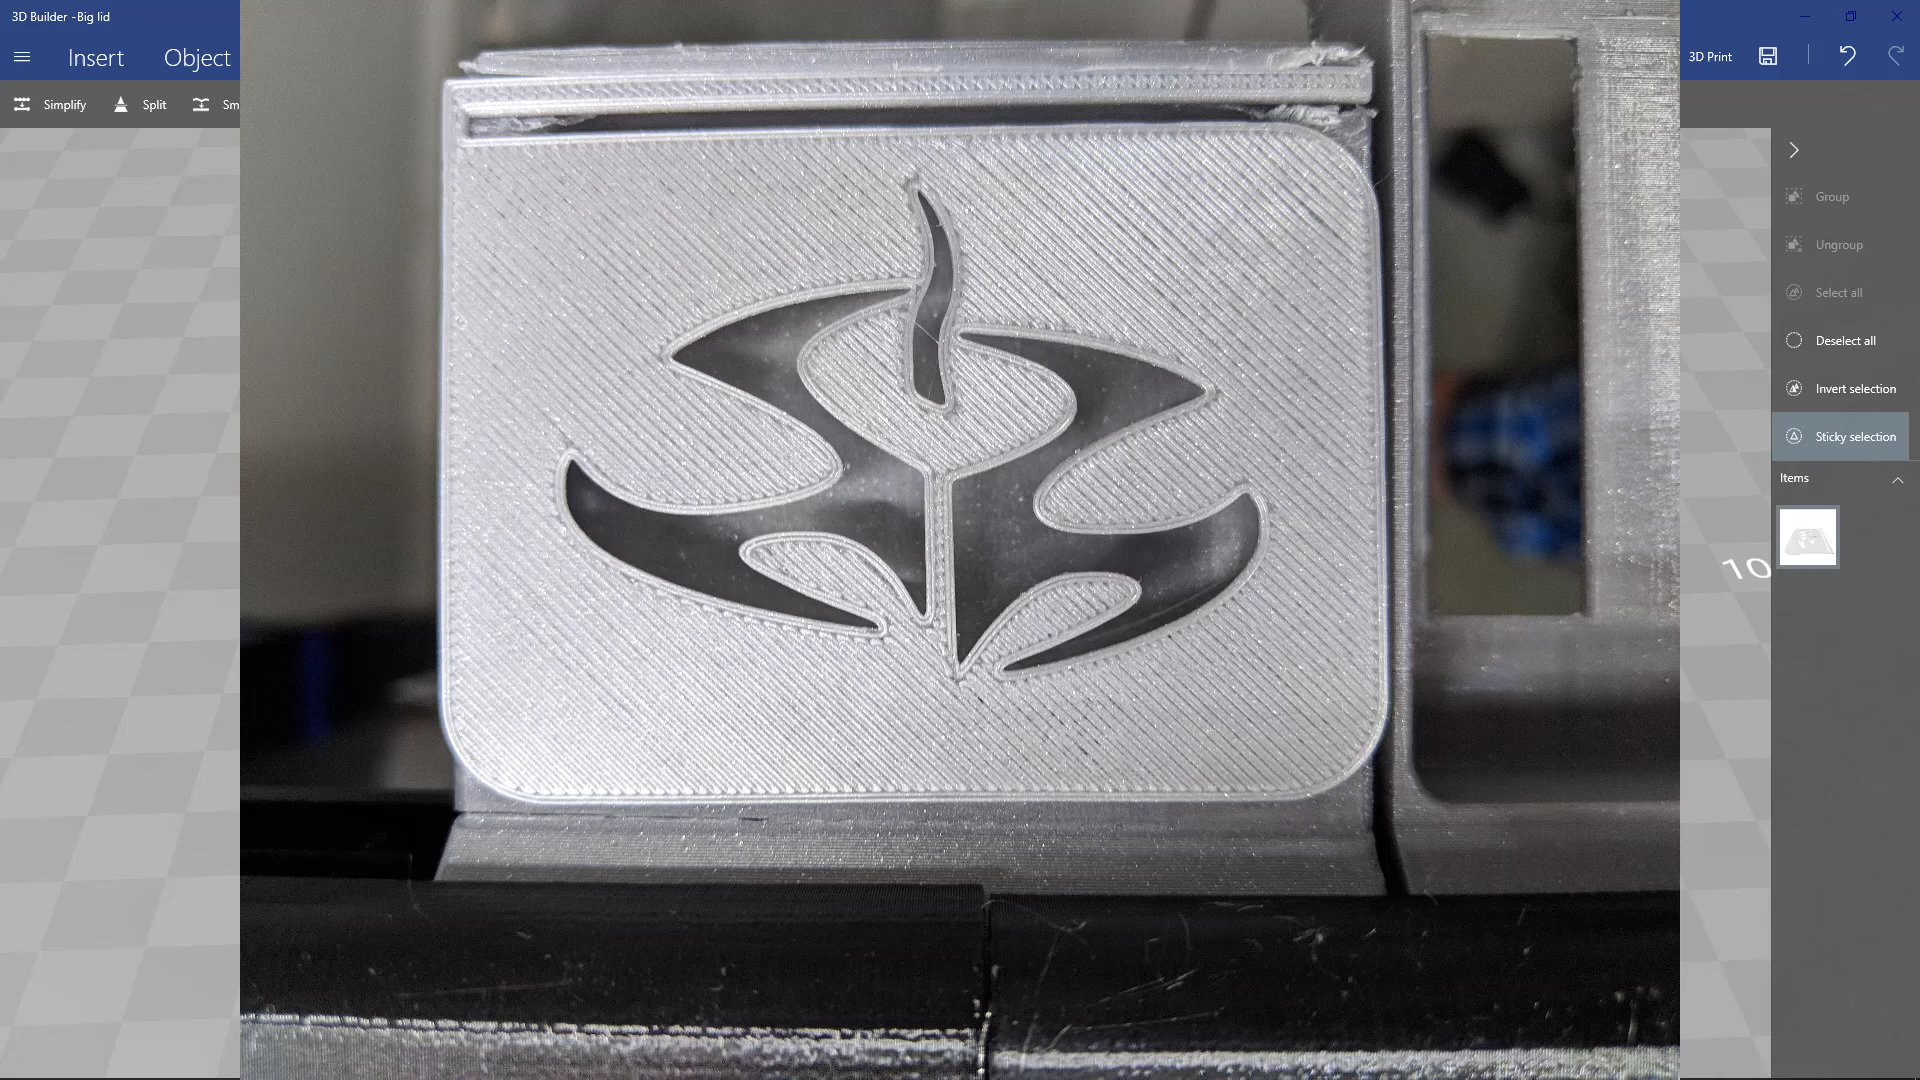 3D Builder -Big lid
Insert Object
3D Print
Simplify Split Sm
Group
Ungroup
Select all
Deselect all
Invert selection
Sticky selection
Items
10